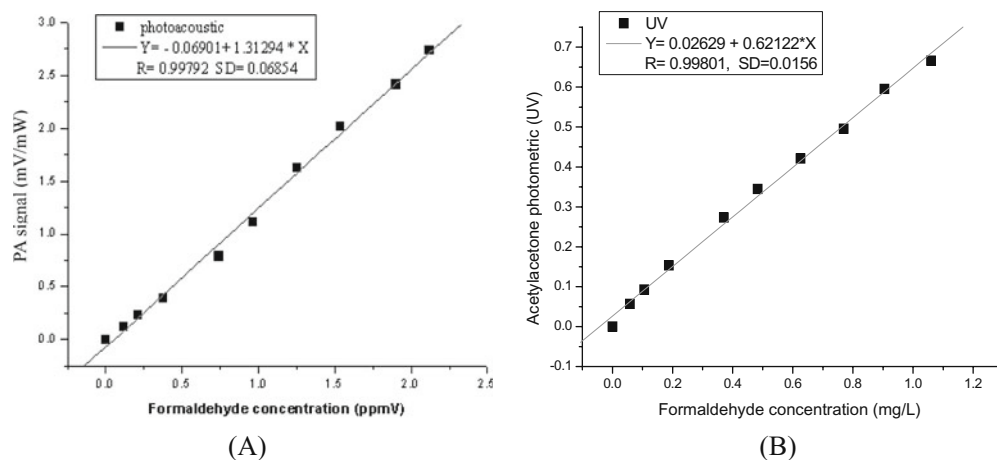 photoacoustic
Y= - 0.06901+ 1.31294 * X
R= 0.99792 SD= 0.06854
3.0
2.5
2.0
1.5
1.0
0.5
0.0
PA signal (mV/mW)
0.0 0.5 1.0 1.5 2.0 2.5
Formaldehyde concentration (ppmV)
(A)
UV
Y= 0.02629 + 0.62122*X
R= 0.99801, SD=0.0156
0.7
0.6
0.5
0.4
0.3
0.2
0.1
0.0
-0.1
Acetylacetone photometric (UV)
0.0 0.2 0.4 0.6 0.8 1.0 1.2
Formaldehyde concentration (mg/L)
(B)